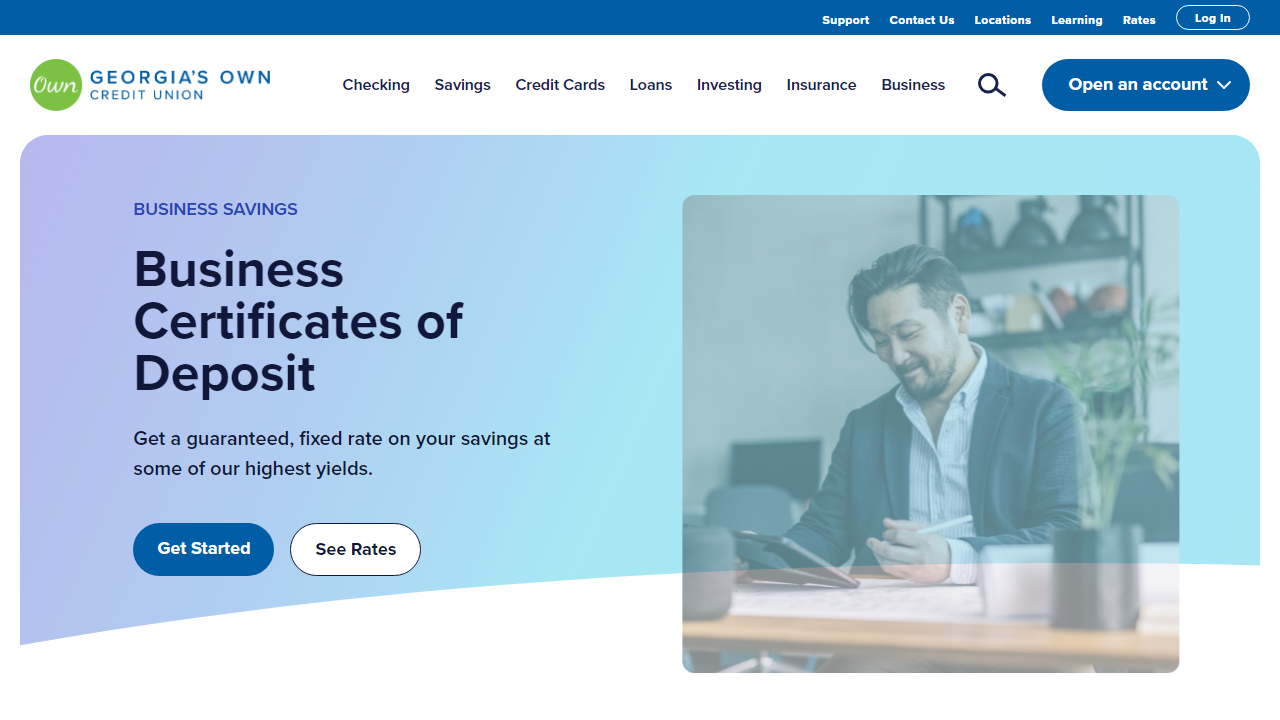 Support Contact Us Locations Learning Rates Log In
Own GEORGIA'S OWN
CREDIT UNION
Checking Savings Credit Cards Loans Investing Insurance Business Open an account
BUSINESS SAVINGS
Business
Certificates of
Deposit
Get a guaranteed, fixed rate on your savings at
some of our highest yields.
Get Started See Rates